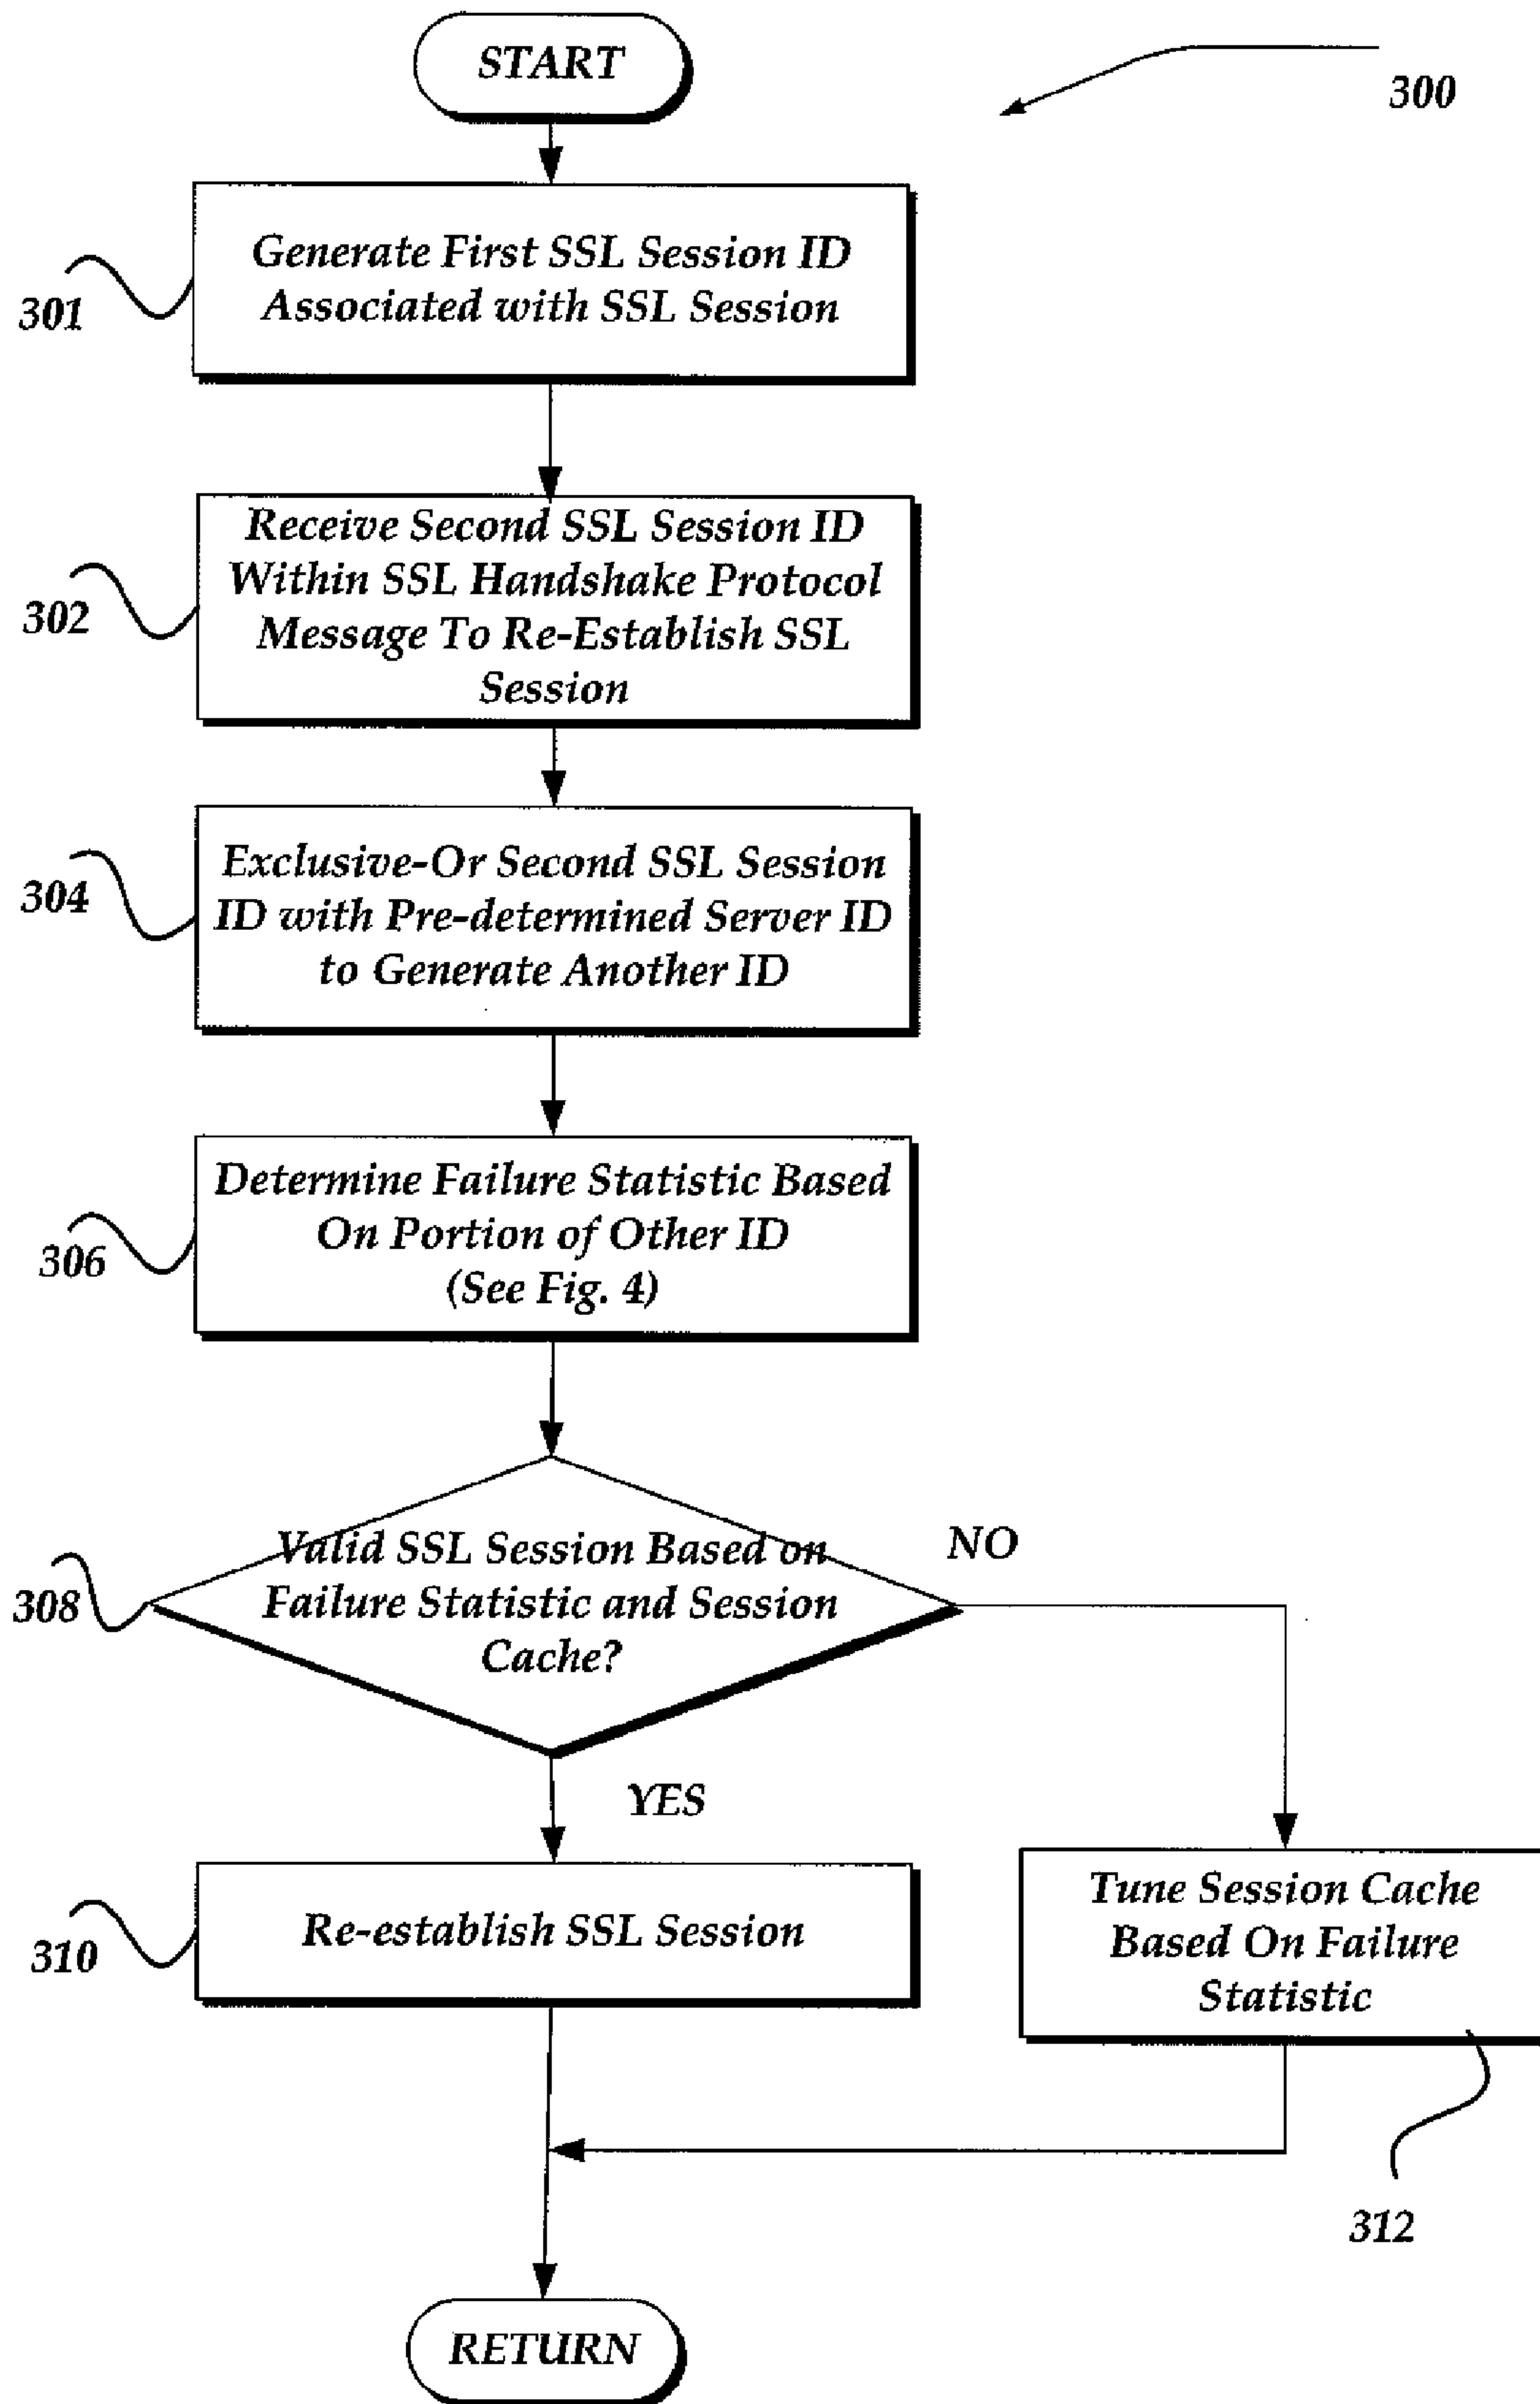 START
300
Generate First SSL Session ID
Associated with SSL Session
301
Receive Second SSL Session ID
Within SSL Handshake Protocol
Message To Re-Establish SSL
Session
302
Exclusive-Or Second SSL Session
ID with Pre-determined Server ID
to Generate Another ID
304
Determine Failure Statistic Based
On Portion of Other ID
(See Fig. 4)
306
Valid SSL Session Based on
Failure Statistic and Session
Cache?
308
NO
YES
Re-establish SSL Session
310
Tune Session Cache
Based On Failure
Statistic
312
RETURN